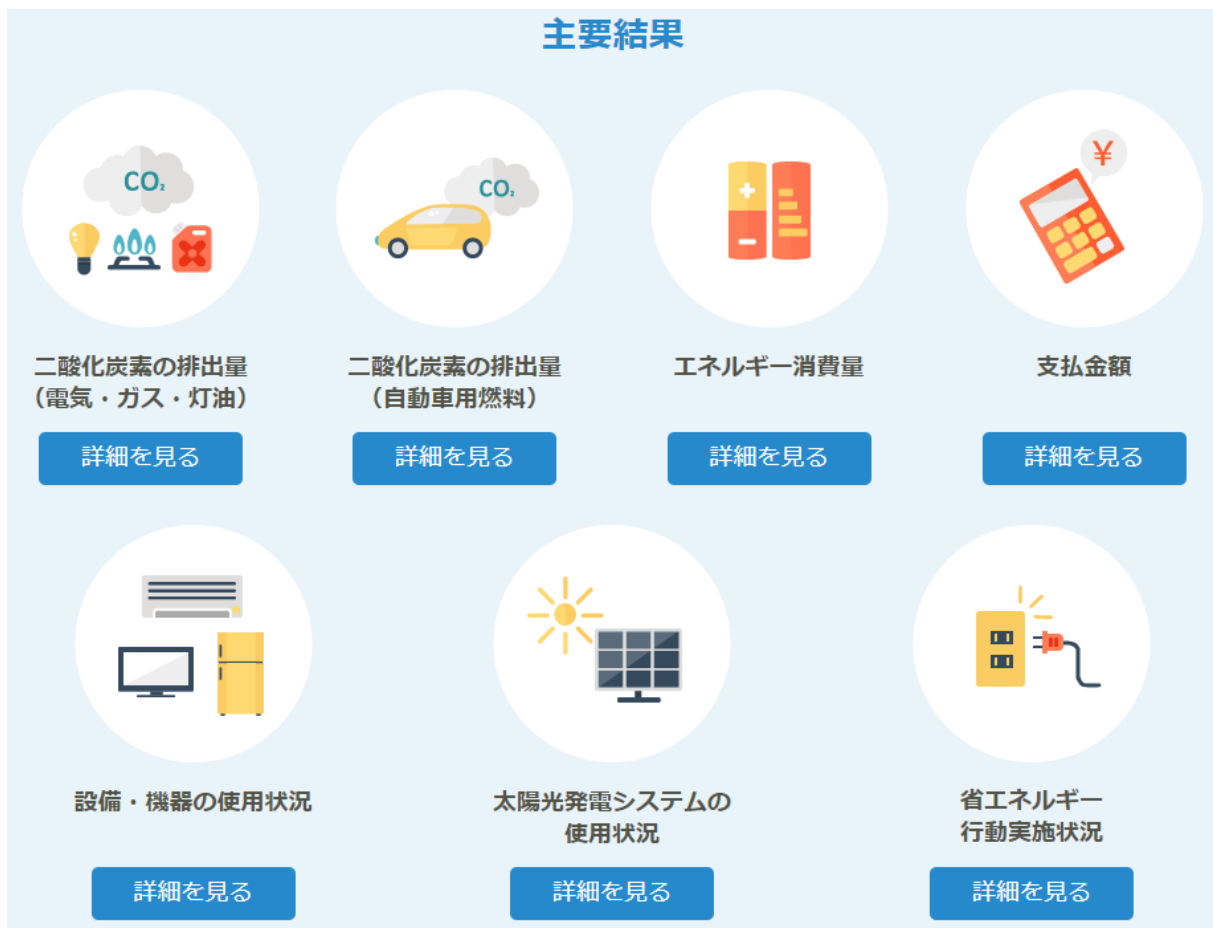 主要結果
CO₂
CO₂
¥
二酸化炭素の排出量
（電気・ガス・灯油）
二酸化炭素の排出量
（自動車用燃料）
エネルギー消費量
支払金額
詳細を見る
詳細を見る
詳細を見る
詳細を見る
設備・機器の使用状況
太陽光発電システムの
使用状況
省エネルギー
行動実施状況
詳細を見る
詳細を見る
詳細を見る